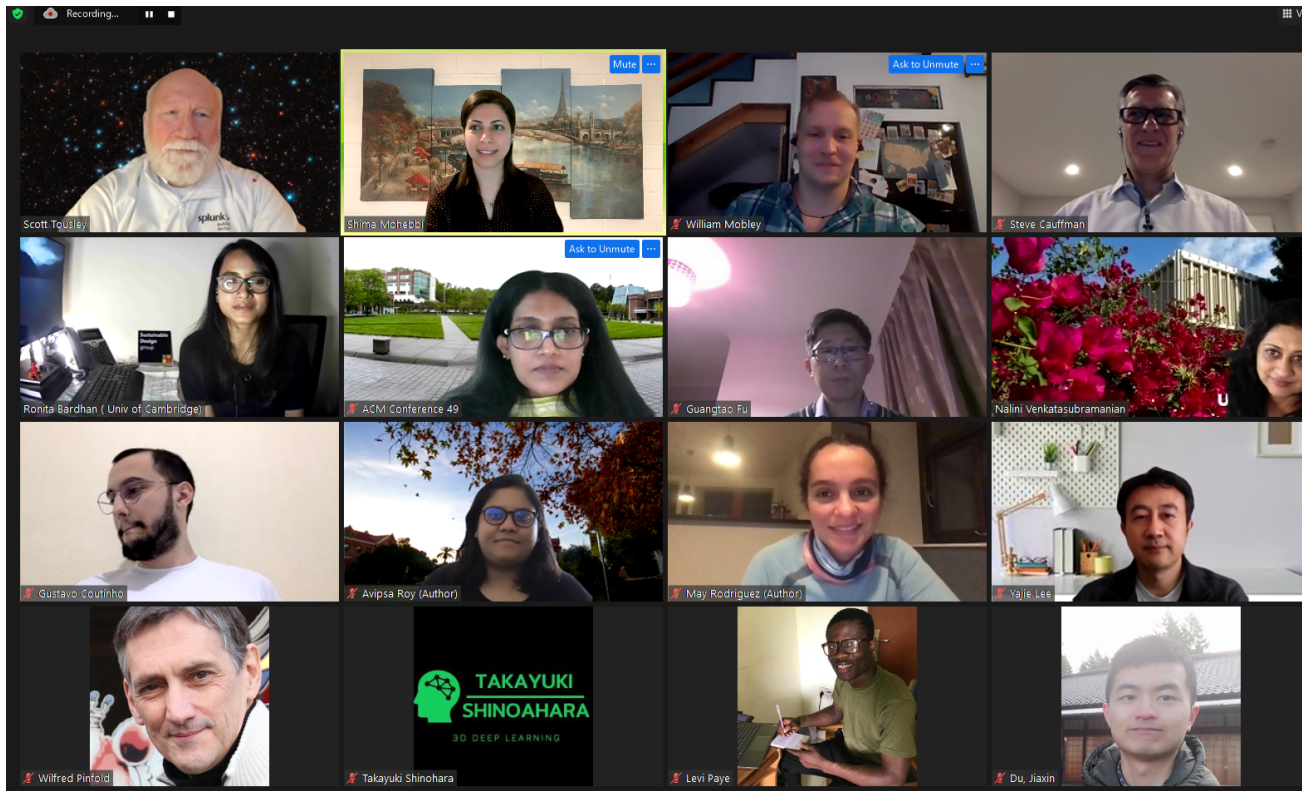 Recording...
V
Mute
Ask to Unmute
splunk>
Scott Tousley
Shima Mohebbi
William Mobley
Steve Cauffman
Ask to Unmute
Sustainable
Design
group
U
Ronita Bardhan ( Univ of Cambridge)
ACM Conference 49
Guangtao Fu
Nalini Venkatasubramanian
Gustavo Coutinho
Avipsa Roy (Author)
May Rodriguez (Author)
Yajie Lee
TAKAYUKI
SHINOAHARA
3D DEEP LEARNING
Wilfred Pinfold
Takayuki Shinohara
Levi Paye
Du, Jiaxin